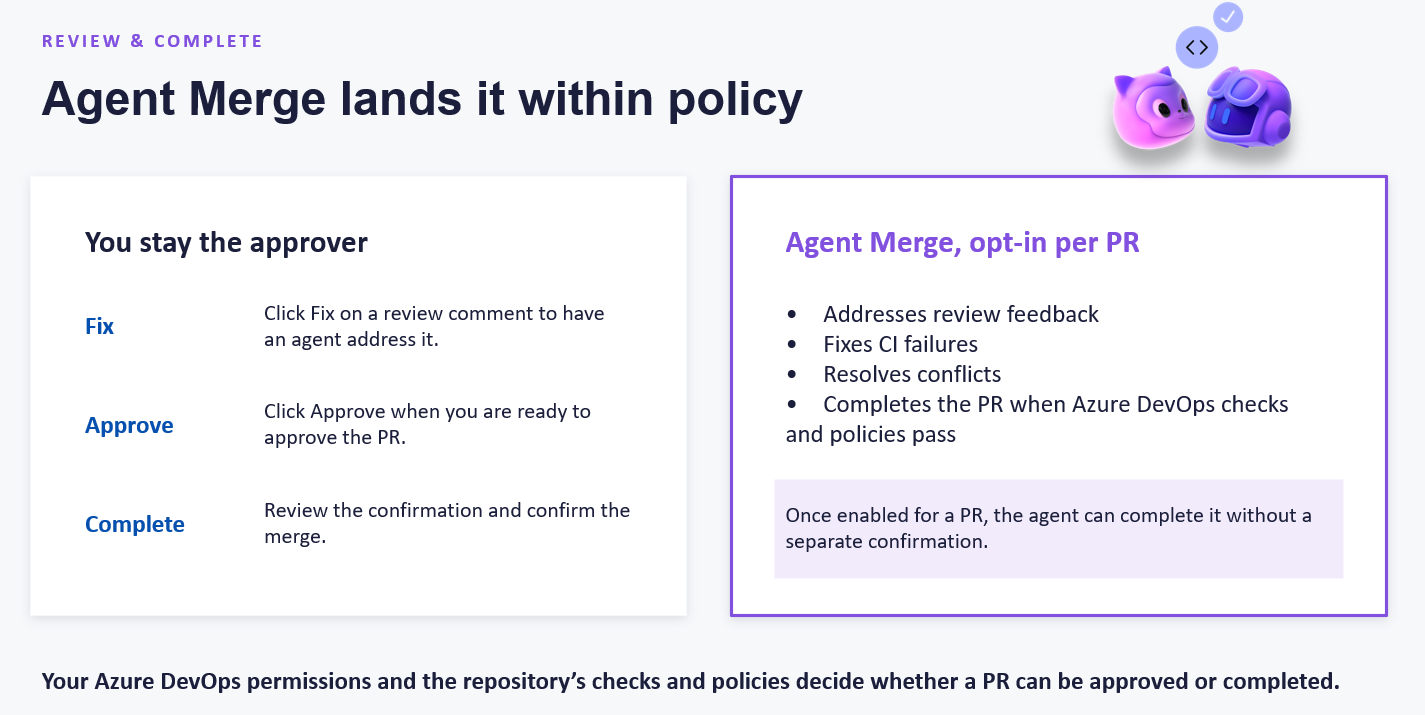 REVIEW & COMPLETE
Agent Merge lands it within policy
You stay the approver
Fix
Click Fix on a review comment to have
an agent address it.
Approve
Click Approve when you are ready to
approve the PR.
Complete
Review the confirmation and confirm the
merge.
Agent Merge, opt-in per PR
• Addresses review feedback
• Fixes CI failures
• Resolves conflicts
• Completes the PR when Azure DevOps checks
and policies pass
Once enabled for a PR, the agent can complete it without a
separate confirmation.
Your Azure DevOps permissions and the repository’s checks and policies decide whether a PR can be approved or completed.